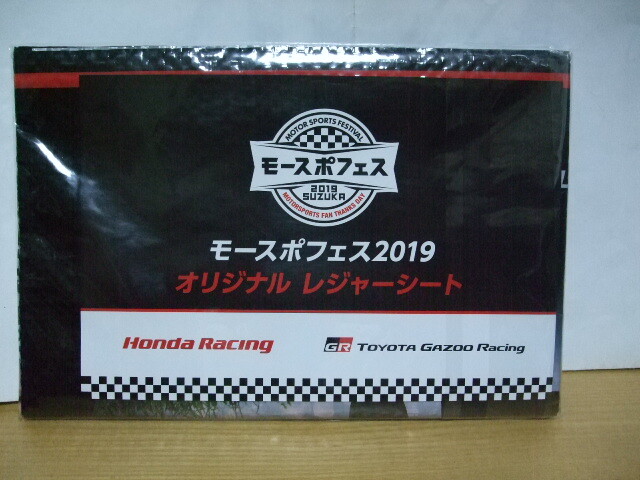 MOTOR SPORTS FESTIVAL
モースポフェス
2019
SUZUKA
MOTORSPORTS FAN THANKS DAY
モースポフェス2019
オリジナル レジャーシート
Honda Racing
GR TOYOTA GAZOO Racing